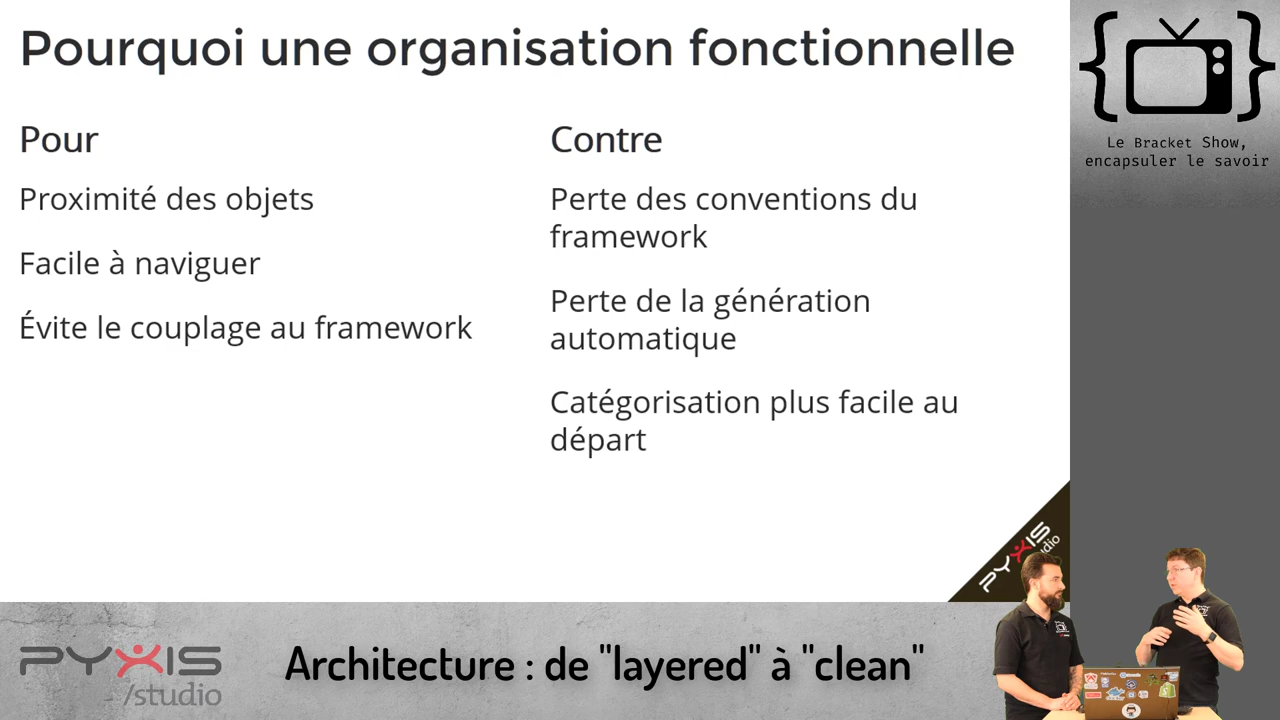 Pourquoi une organisation fonctionnelle
Pour
Proximité des objets
Facile à naviguer
Évite le couplage au framework
Contre
Perte des conventions du
framework
Perte de la génération
automatique
Catégorisation plus facile au
départ
Le Bracket Show,
encapsuler le savoir
PYXIS
PYXIS
/studio
Architecture : de "layered" à "clean"